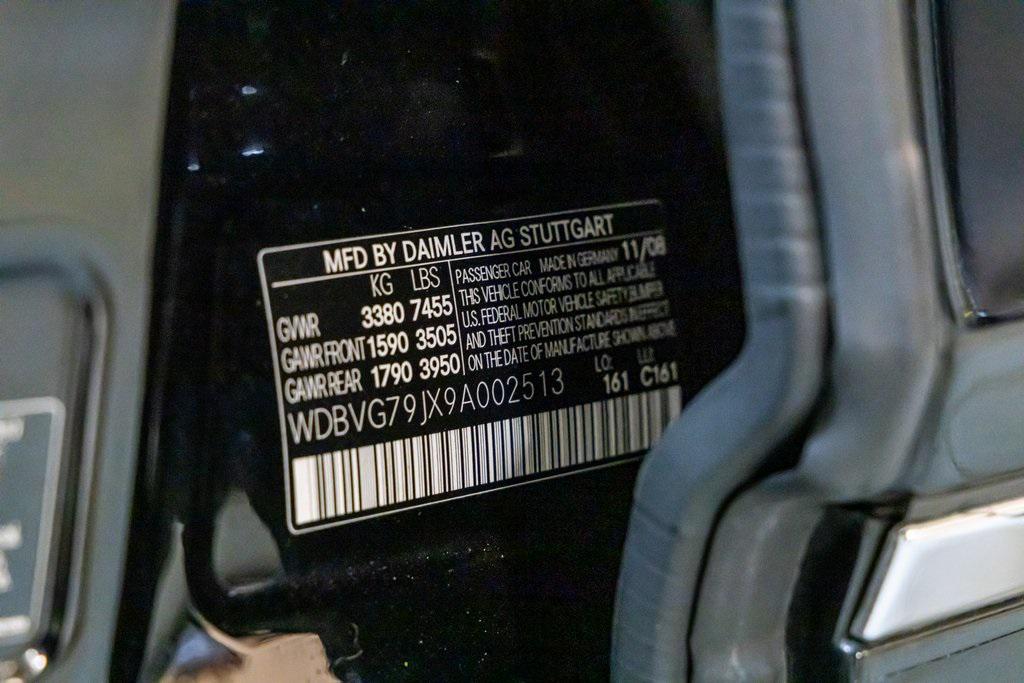 MFD BY DAIMLER AG STUTTGART
KG LBS
GVWR 3380 7455
GAWR FRONT 1590 3505
GAWR REAR 1790 3950
PASSENGER CAR MADE IN GERMANY 11/08
THIS VEHICLE CONFORMS TO ALL APPLICABLE
U.S. FEDERAL MOTOR VEHICLE SAFETY, BUMPER
AND THEFT PREVENTION STANDARDS IN EFFECT
ON THE DATE OF MANUFACTURE SHOWN ABOVE
LO: LU:
WDBVG79JX9A002513 161 C161